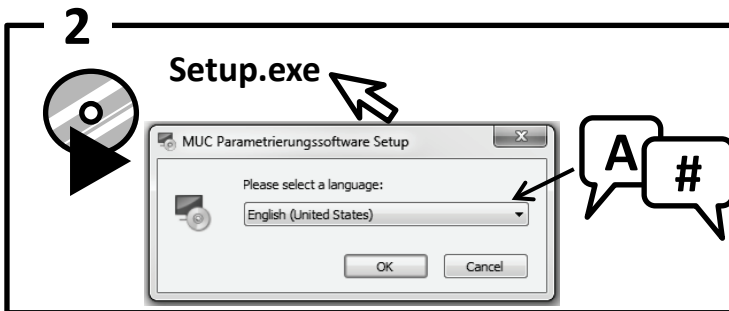 2
Setup.exe
MUC Parametrierungssoftware Setup
Please select a language:
English (United States)
OK Cancel
A
#